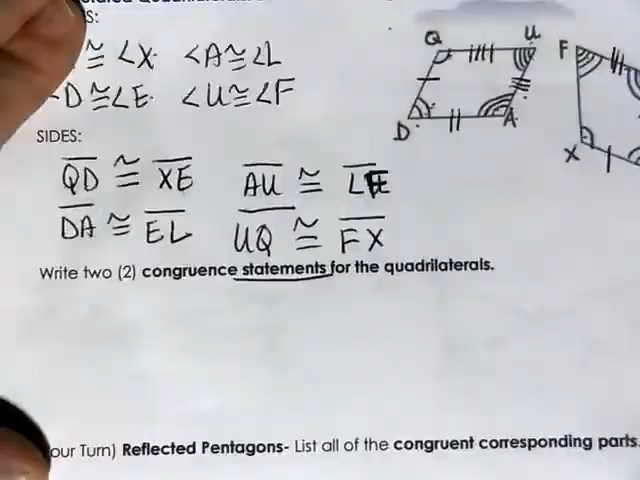 S:
≅ ∠X ∠A ≅ ∠L
D ≅ ∠E ∠U ≅ ∠F
SIDES:
QD ≅ XE AU ≅ LF
DA ≅ EL UQ ≅ FX
Write two (2) congruence statements for the quadrilaterals.
Q U
D A
F
X
our Turn) Reflected Pentagons- List all of the congruent corresponding parts.